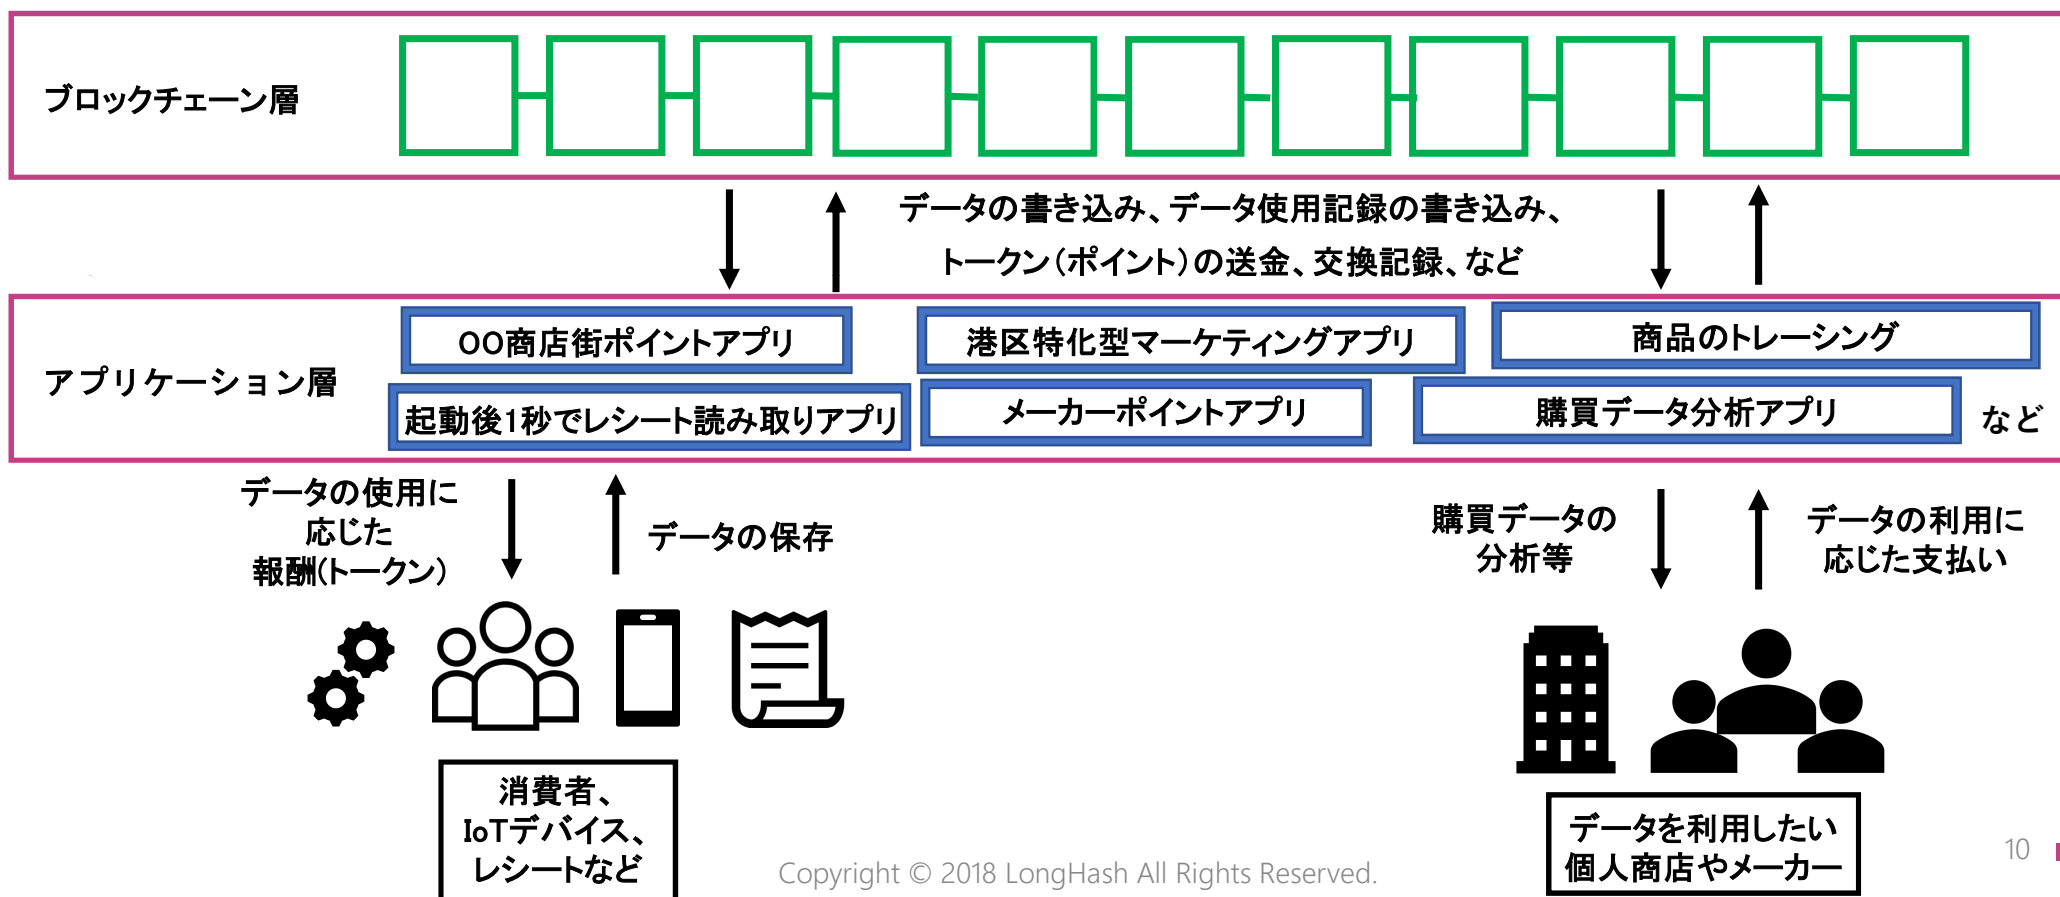 ブロックチェーン層
データの書き込み、データ使用記録の書き込み、
トークン（ポイント）の送金、交換記録、など
アプリケーション層
〇〇商店街ポイントアプリ
港区特化型マーケティングアプリ
商品のトレーシング
起動後1秒でレシート読み取りアプリ
メーカーポイントアプリ
購買データ分析アプリ
など
データの使用に
応じた
報酬(トークン)
データの保存
購買データの
分析等
データの利用に
応じた支払い
消費者、
IoTデバイス、
レシートなど
データを利用したい
個人商店やメーカー
Copyright © 2018 LongHash All Rights Reserved.
10